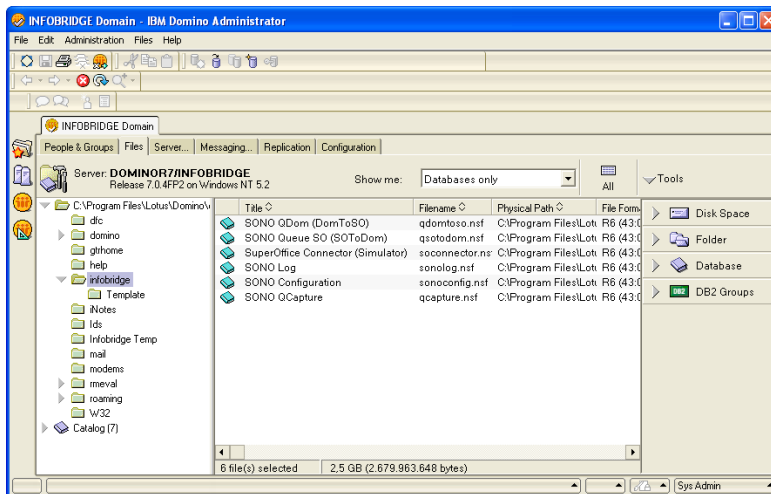 INFOBRIDGE Domain - IBM Domino Administrator
File Edit Administration Files Help
INFOBRIDGE Domain
People & Groups Files Server... Messaging... Replication Configuration
Server: DOMINOR7/INFOBRIDGE
Release 7.0.4FP2 on Windows NT 5.2
Show me: Databases only
All
Tools
C:\Program Files\Lotus\Domino\
dfc
domino
gtrhome
help
infobridge
Template
iNotes
Ids
Infobridge Temp
mail
modems
rmeval
roaming
W32
Catalog (7)
Title Filename Physical Path File Form
SONO QDom (DomToSO) qdomtoso.nsf C:\Program Files\Lot R6 (43:0
SONO Queue SO (SOToDom) qsotodom.nsf C:\Program Files\Lot R6 (43:0
SuperOffice Connector (Simulator) soconnector.ns C:\Program Files\Lot R6 (43:0
SONO Log sonolog.nsf C:\Program Files\Lot R6 (43:0
SONO Configuration sonoconfig.nsf C:\Program Files\Lot R6 (43:0
SONO QCapture qcapture.nsf C:\Program Files\Lot R6 (43:0
Disk Space
Folder
Database
DB2 DB2 Groups
6 file(s) selected 2,5 GB (2.679.963.648 bytes)
Sys Admin